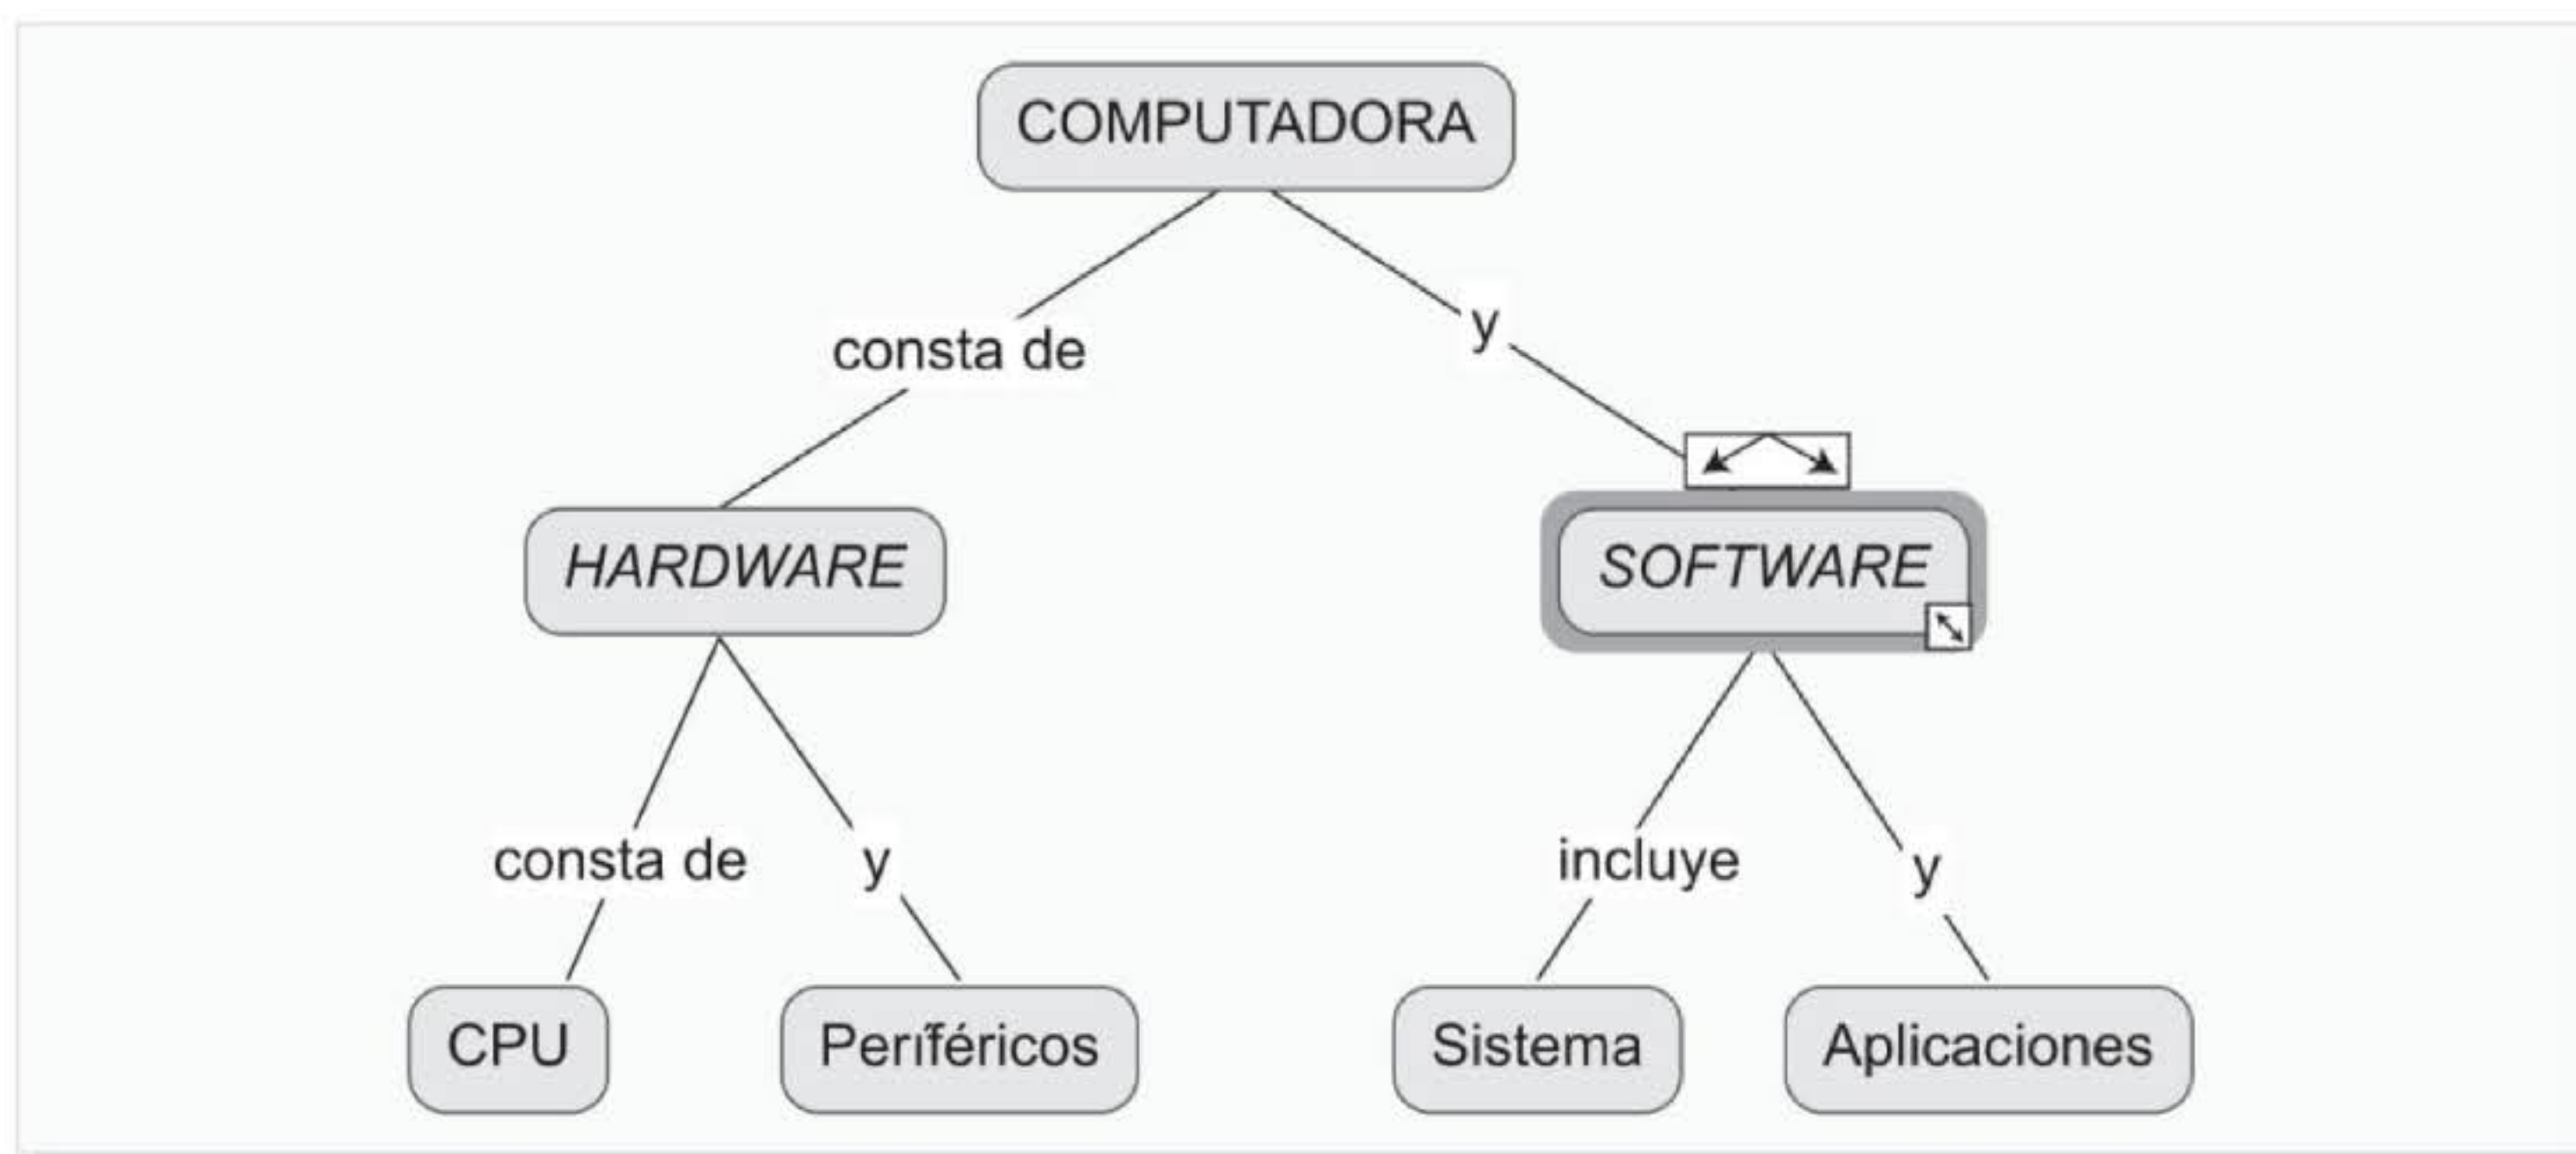 COMPUTADORA
consta de
y
HARDWARE
SOFTWARE
consta de
y
incluye
y
CPU
Periféricos
Sistema
Aplicaciones